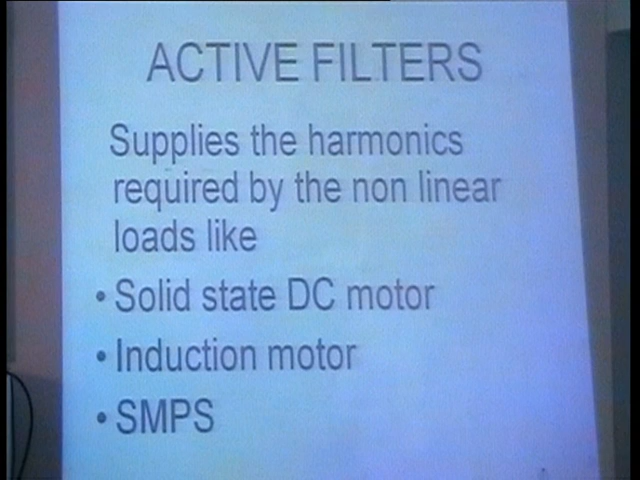 ACTIVE FILTERS
Supplies the harmonics
required by the non linear
loads like
• Solid state DC motor
• Induction motor
• SMPS